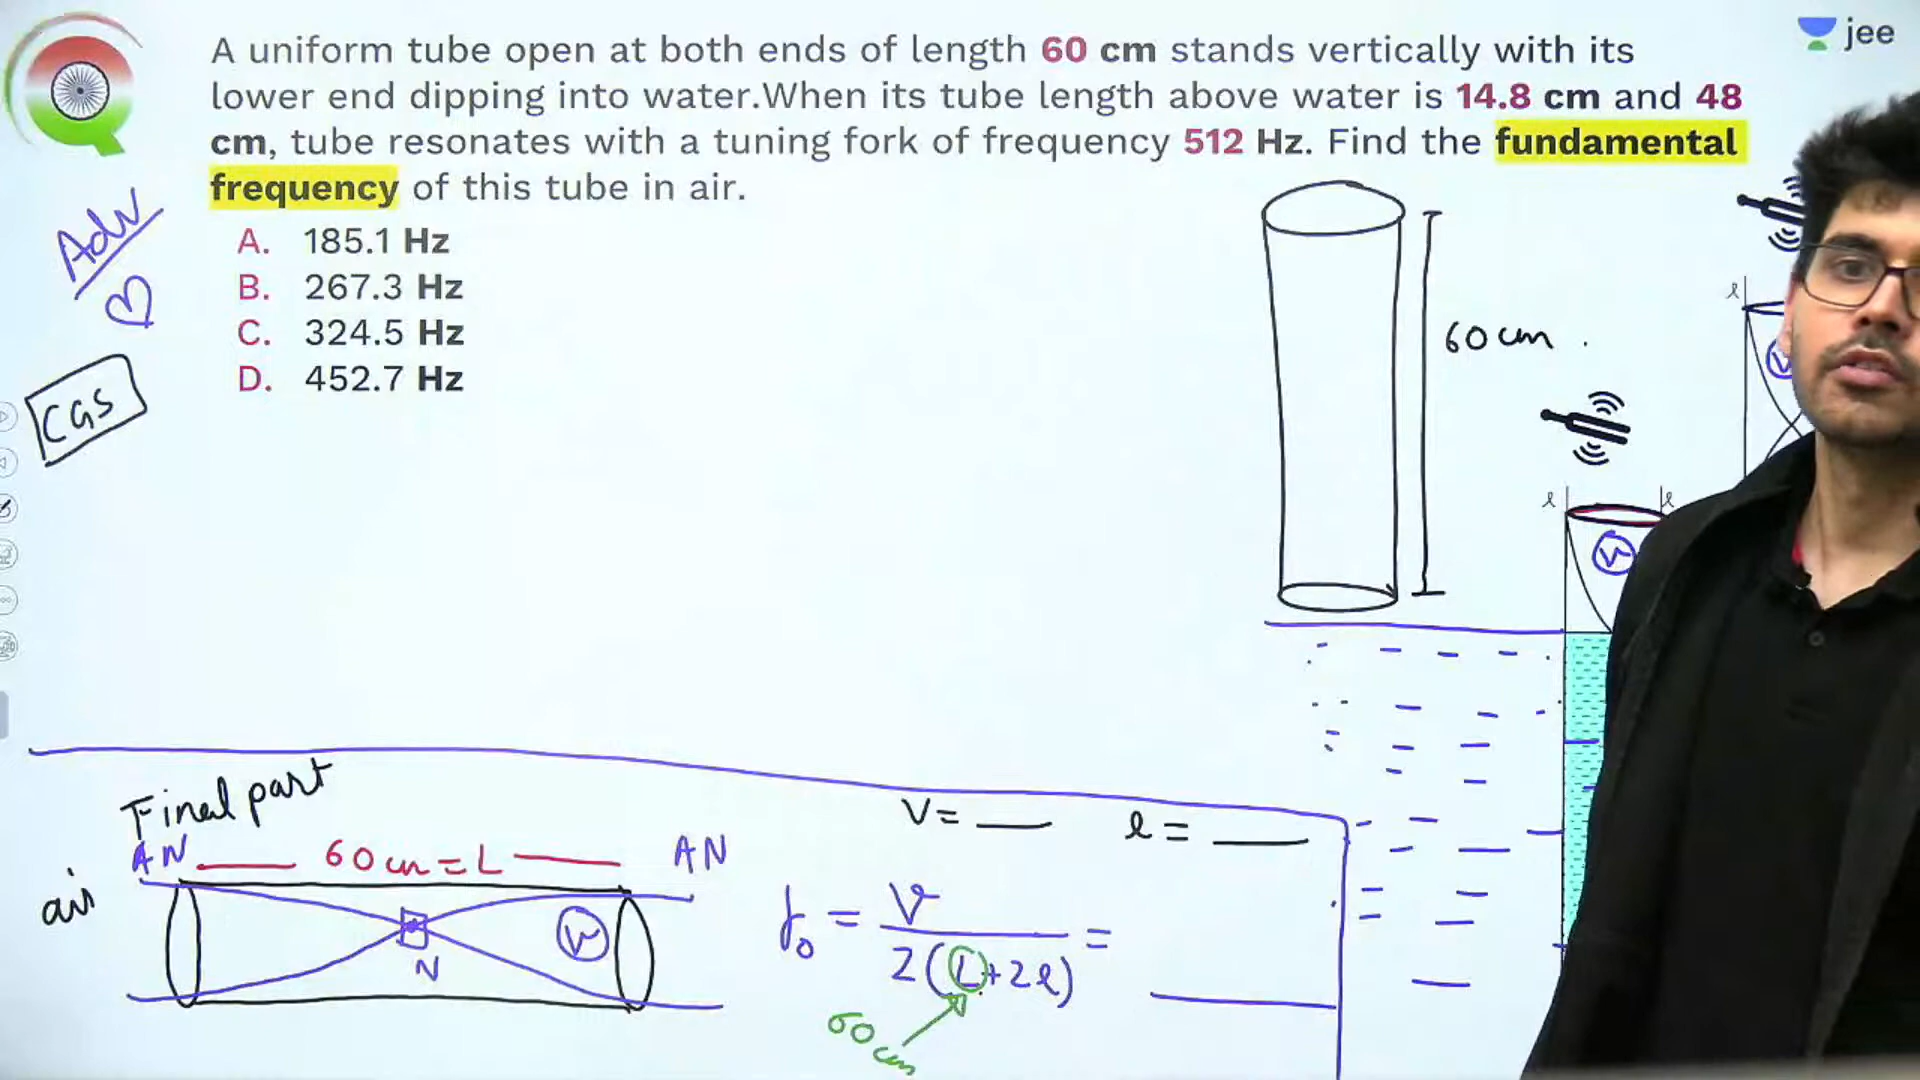 A uniform tube open at both ends of length 60 cm stands vertically with its
lower end dipping into water.When its tube length above water is 14.8 cm and 48
cm, tube resonates with a tuning fork of frequency 512 Hz. Find the fundamental
frequency of this tube in air.
A. 185.1 Hz
B. 267.3 Hz
C. 324.5 Hz
D. 452.7 Hz
jee
Adv
CGS
60 cm .
l
l
l
v
Final part
AN 60 cm = L AN
air
N
v
V = ___ l = ___
f₀ = v / 2(L+2l) =
60 cm